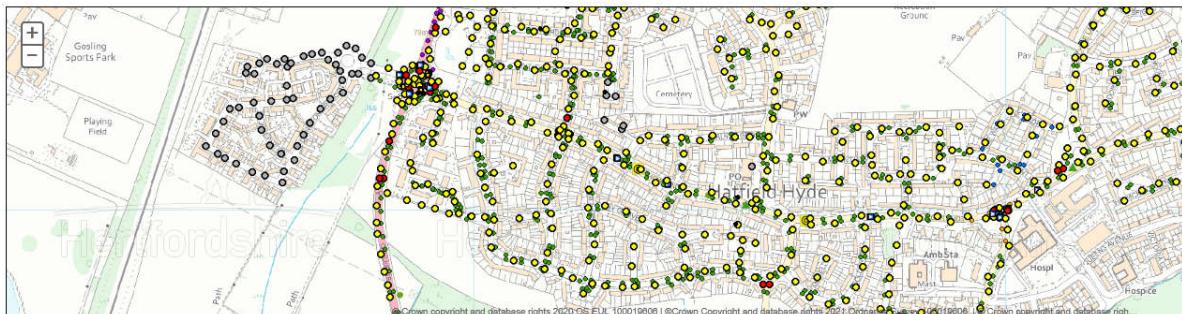 +
−
Gosling
Sports Park
Playing
Field
Pav
Recreation
Ground
Pav
Cemetery
PW
PO
Hatfield Hyde
Hertfordshire
Amb Sta
Mast
Hospl
Hospice
Path
Path
© Crown copyright and database rights 2020 OS EUL 100019606 | © Crown Copyright and database rights 2021 Ordnance Survey 100019606 | © Crown copyright and database righ...